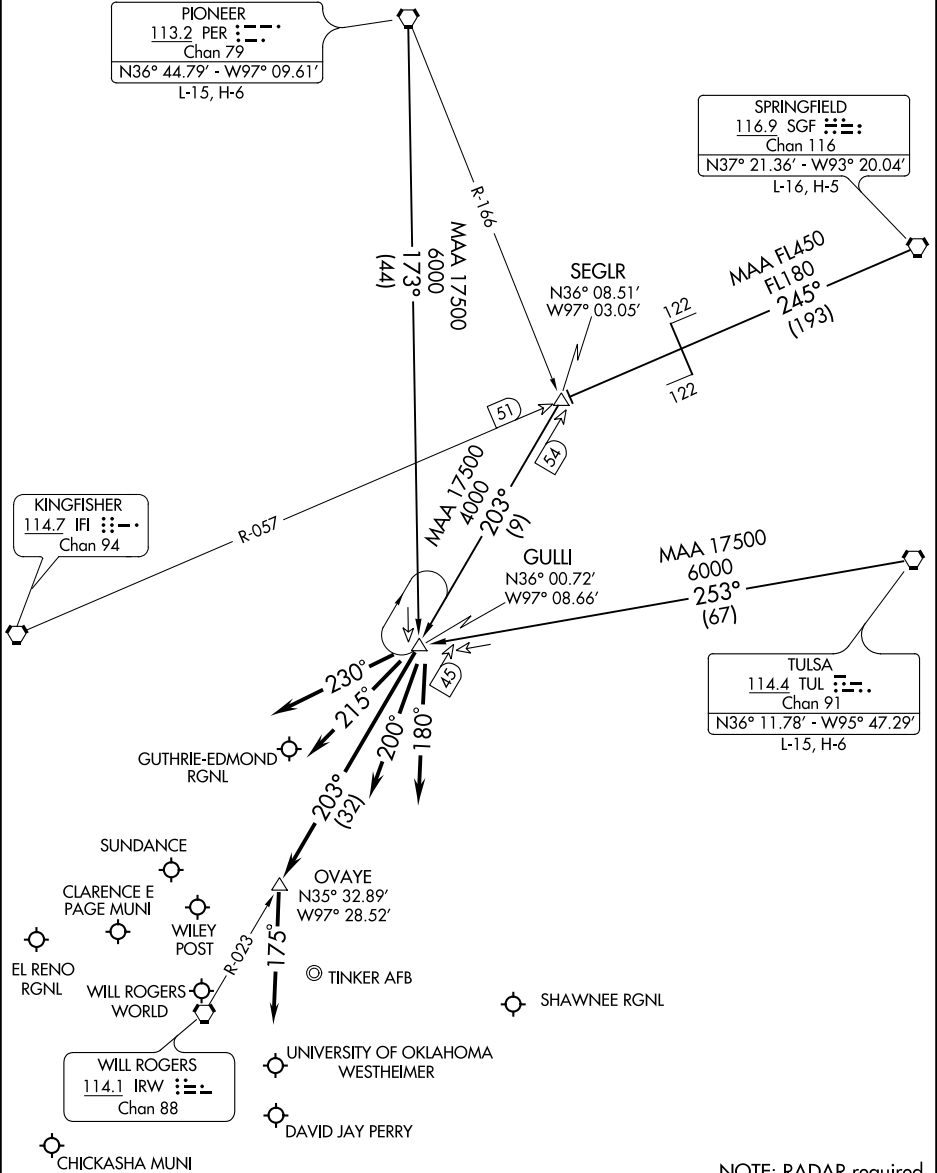 PIONEER
113.2 PER
Chan 79
N36° 44.79' - W97° 09.61'
L-15, H-6
SPRINGFIELD
116.9 SGF
Chan 116
N37° 21.36' - W93° 20.04'
L-16, H-5
R-166
MAA 17500
6000
173°
(44)
SEGLR
N36° 08.51'
W97° 03.05'
MAA FL450
FL180
245°
(193)
122
122
51
54
KINGFISHER
114.7 IFI
Chan 94
R-057
MAA 17500
4000
203°
(9)
GULLI
N36° 00.72'
W97° 08.66'
MAA 17500
6000
253°
(67)
45
TULSA
114.4 TUL
Chan 91
N36° 11.78' - W95° 47.29'
L-15, H-6
230°
215°
200°
180°
203°
(32)
GUTHRIE-EDMOND
RGNL
SUNDANCE
CLARENCE E
PAGE MUNI
WILEY
POST
EL RENO
RGNL
OVAYE
N35° 32.89'
W97° 28.52'
R-023
175°
TINKER AFB
WILL ROGERS
WORLD
SHAWNEE RGNL
WILL ROGERS
114.1 IRW
Chan 88
UNIVERSITY OF OKLAHOMA
WESTHEIMER
DAVID JAY PERRY
CHICKASHA MUNI
NOTE: RADAR required